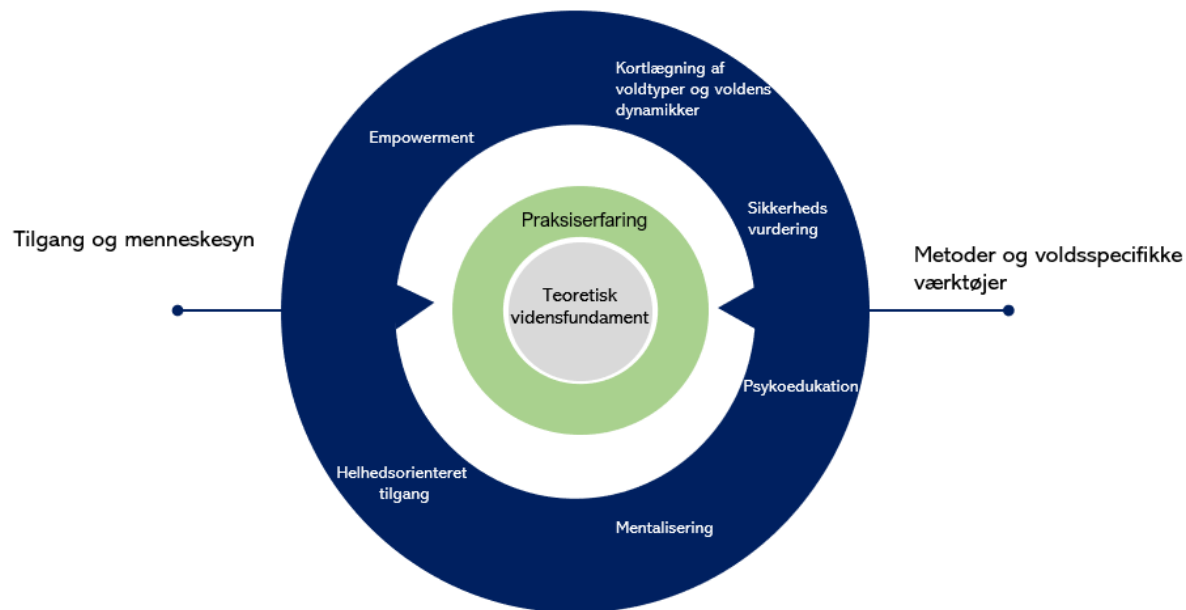 Kortlægning af
voldtyper og voldens
dynamikker
Empowerment
Sikkerheds
vurdering
Praksiserfaring
Tilgang og menneskesyn
Metoder og voldsspecifikke
værktøjer
Teoretisk
vidensfundament
Psykoedukation
Helhedsorienteret
tilgang
Mentalisering